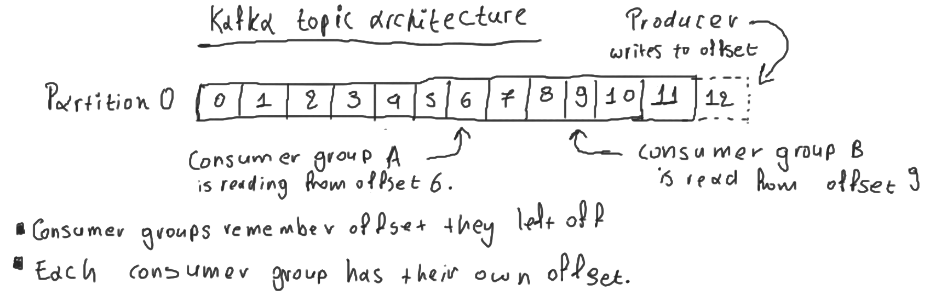 Kafka topic architecture
Producer
writes to offset
Partition 0 0 1 2 3 4 5 6 7 8 9 10 11 12
Consumer group A
is reading from offset 6.
Consumer group B
is read from offset 9
Consumer groups remember offset they left off
Each consumer group has their own offset.